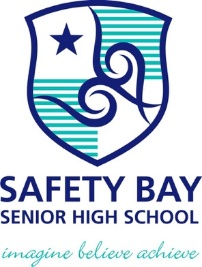 SAFETY BAY
SENIOR HIGH SCHOOL
imagine believe achieve